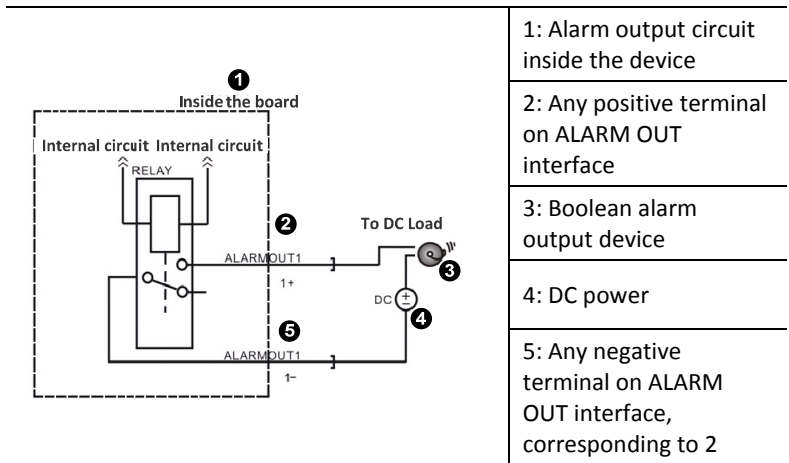 1
Inside the board
Internal circuit Internal circuit
RELAY
2
To DC Load
ALARMOUT1
1+
3
DC
4
5
ALARMOUT1
1−
1: Alarm output circuit
inside the device
2: Any positive terminal
on ALARM OUT
interface
3: Boolean alarm
output device
4: DC power
5: Any negative
terminal on ALARM
OUT interface,
corresponding to 2